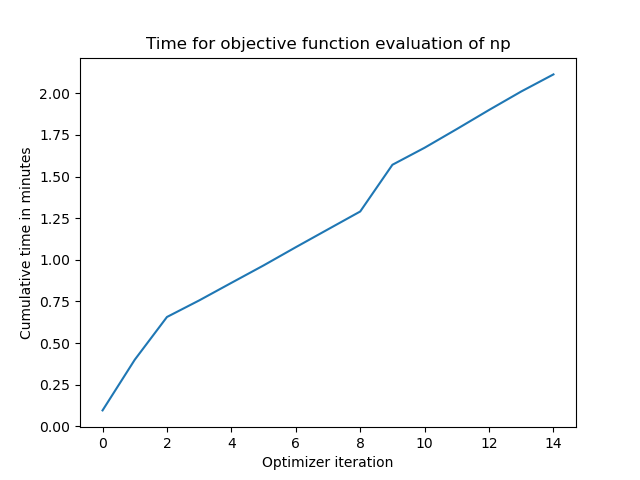 Time for objective function evaluation of np
Cumulative time in minutes
2.00
1.75
1.50
1.25
1.00
0.75
0.50
0.25
0.00
0 2 4 6 8 10 12 14
Optimizer iteration